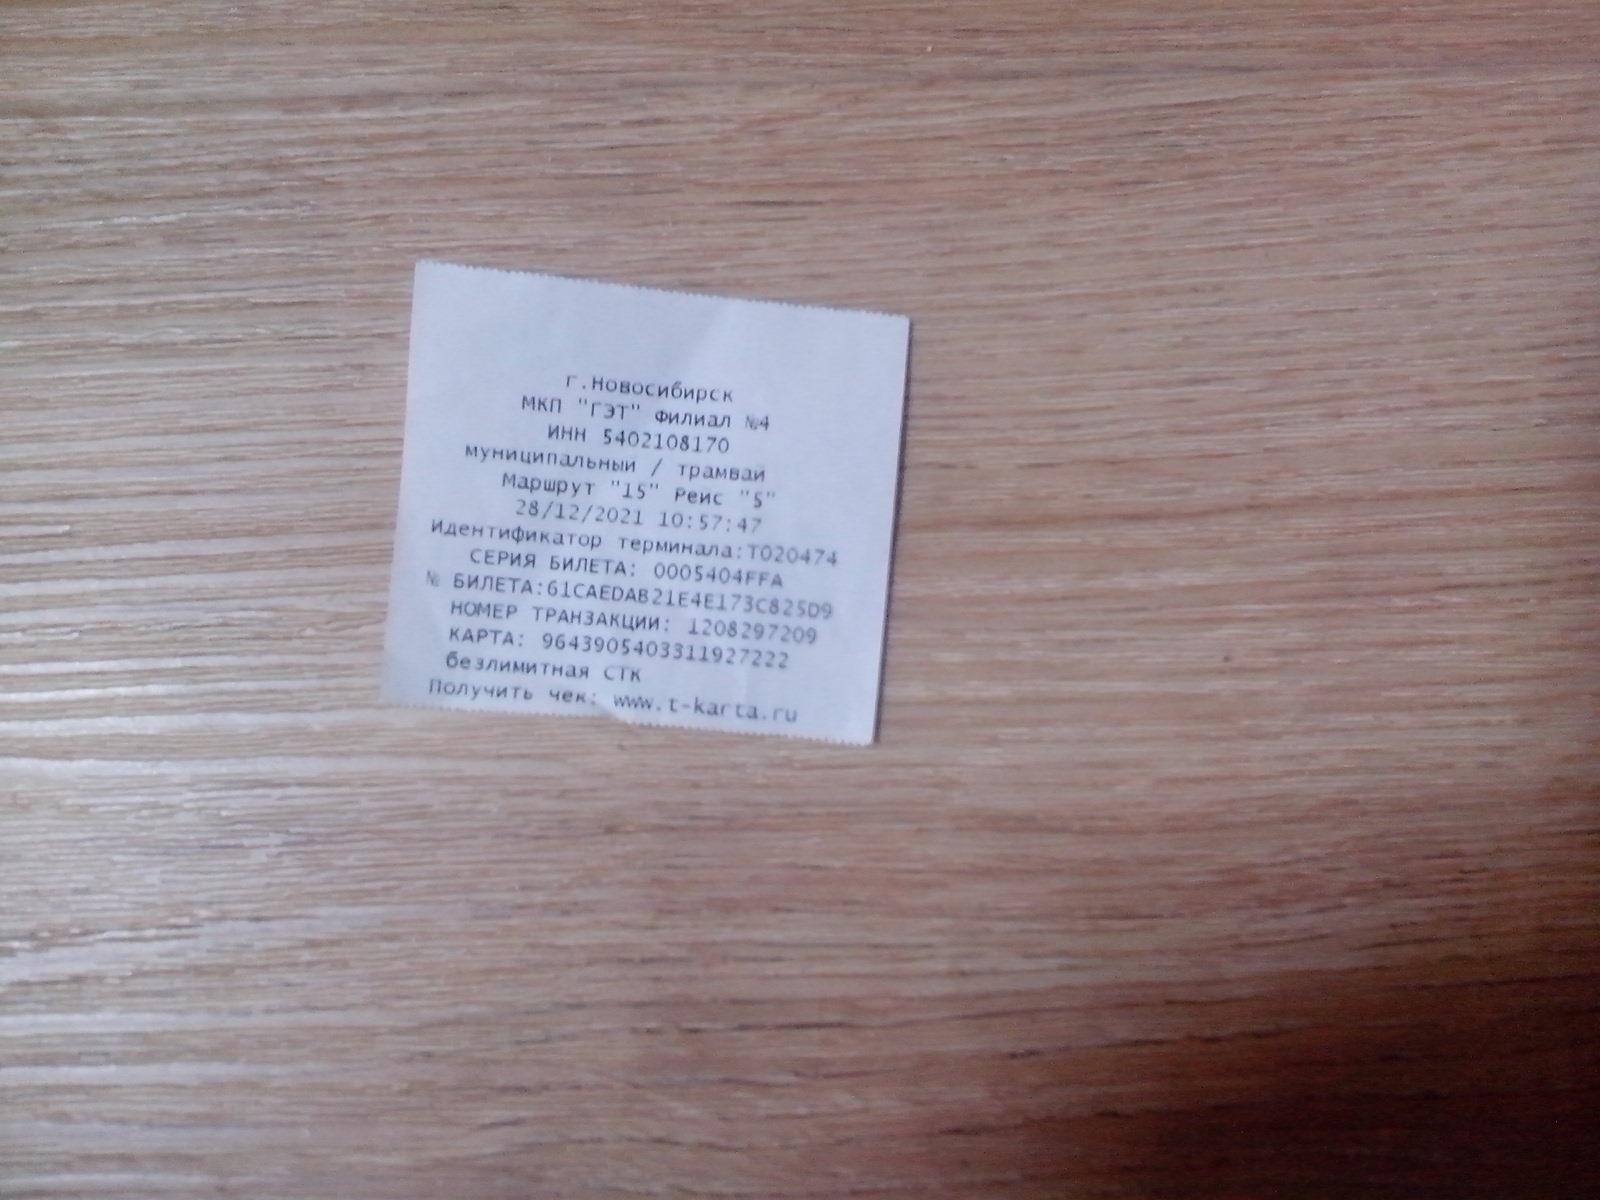 г.Новосибирск
МКП "ГЭТ" Филиал №4
ИНН 5402108170
муниципальный / трамвай
Маршрут "15" Рейс "5"
28/12/2021 10:57:47
Идентификатор терминала:T020474
СЕРИЯ БИЛЕТА: 0005404FFA
№ БИЛЕТА:61CAEDAB21E4E173C825D9
НОМЕР ТРАНЗАКЦИИ: 1208297209
КАРТА: 9643905403311927222
безлимитная СТК
Получить чек: www.t-karta.ru